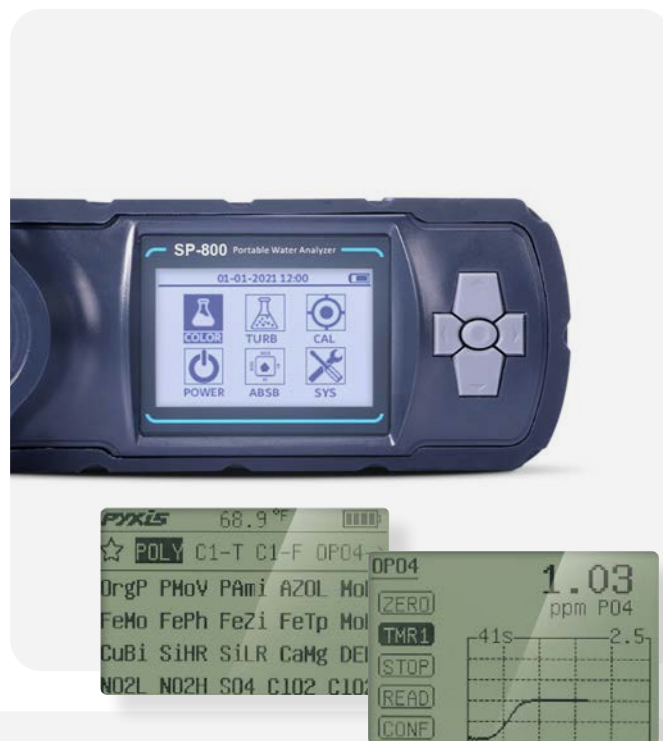 SP-800 Portable Water Analyzer
01-01-2021 12:00
COLOR TURB CAL
POWER ABSB SYS
PYXIS 68.9°F
POLY Cl-T Cl-F OPO4
OrgP PMoV PAmi AZOL
FeMo FePh FeZi FeTp
CuBi SiHR SiLR CaMg
NO2L NO2H SO4 ClO2
OPO4
1.03
ppm PO4
ZERO
TMR1
41s 2.5
STOP
READ
CONF